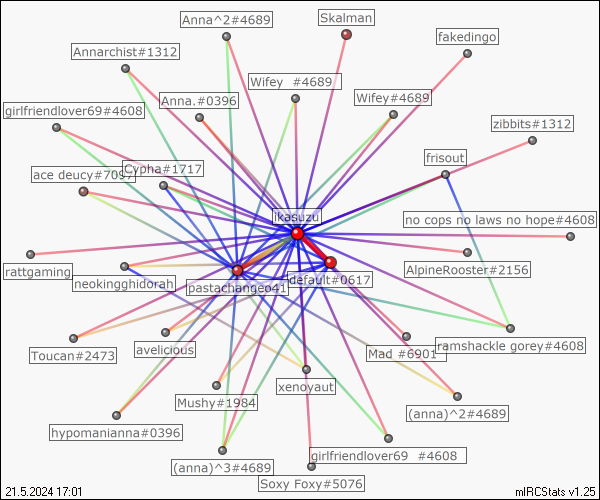 Anna^2#4689
Skalman
fakedingo
Annarchist#1312
Wifey  #4689
Anna.#0396
Wifey#4689
girlfriendlover69#4608
zibbits#1312
frisout
Cypha#1717
ace deucy#7097
ikasuzu
no cops no laws no hope#4608
AlpineRooster#2156
rattgaming
neokingghidorah
default#0617
pastachangeo41
ramshackle gorey#4608
Toucan#2473
avelicious
Mad #6901
xenoyaut
Mushy#1984
(anna)^2#4689
hypomanianna#0396
girlfriendlover69  #4608
(anna)^3#4689
Soxy Foxy#5076
21.5.2024 17:01
mIRCStats v1.25